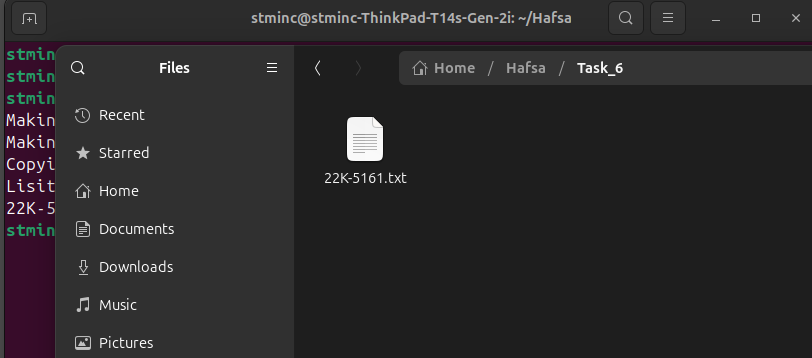 stminc@stminc-ThinkPad-T14s-Gen-2i: ~/Hafsa
stmin
stmin
stmin
Makin
Makin
Copyi
Lisit
22K-5
stmin
Files
Recent
Starred
Home
Documents
Downloads
Music
Pictures
Home / Hafsa / Task_6
22K-5161.txt